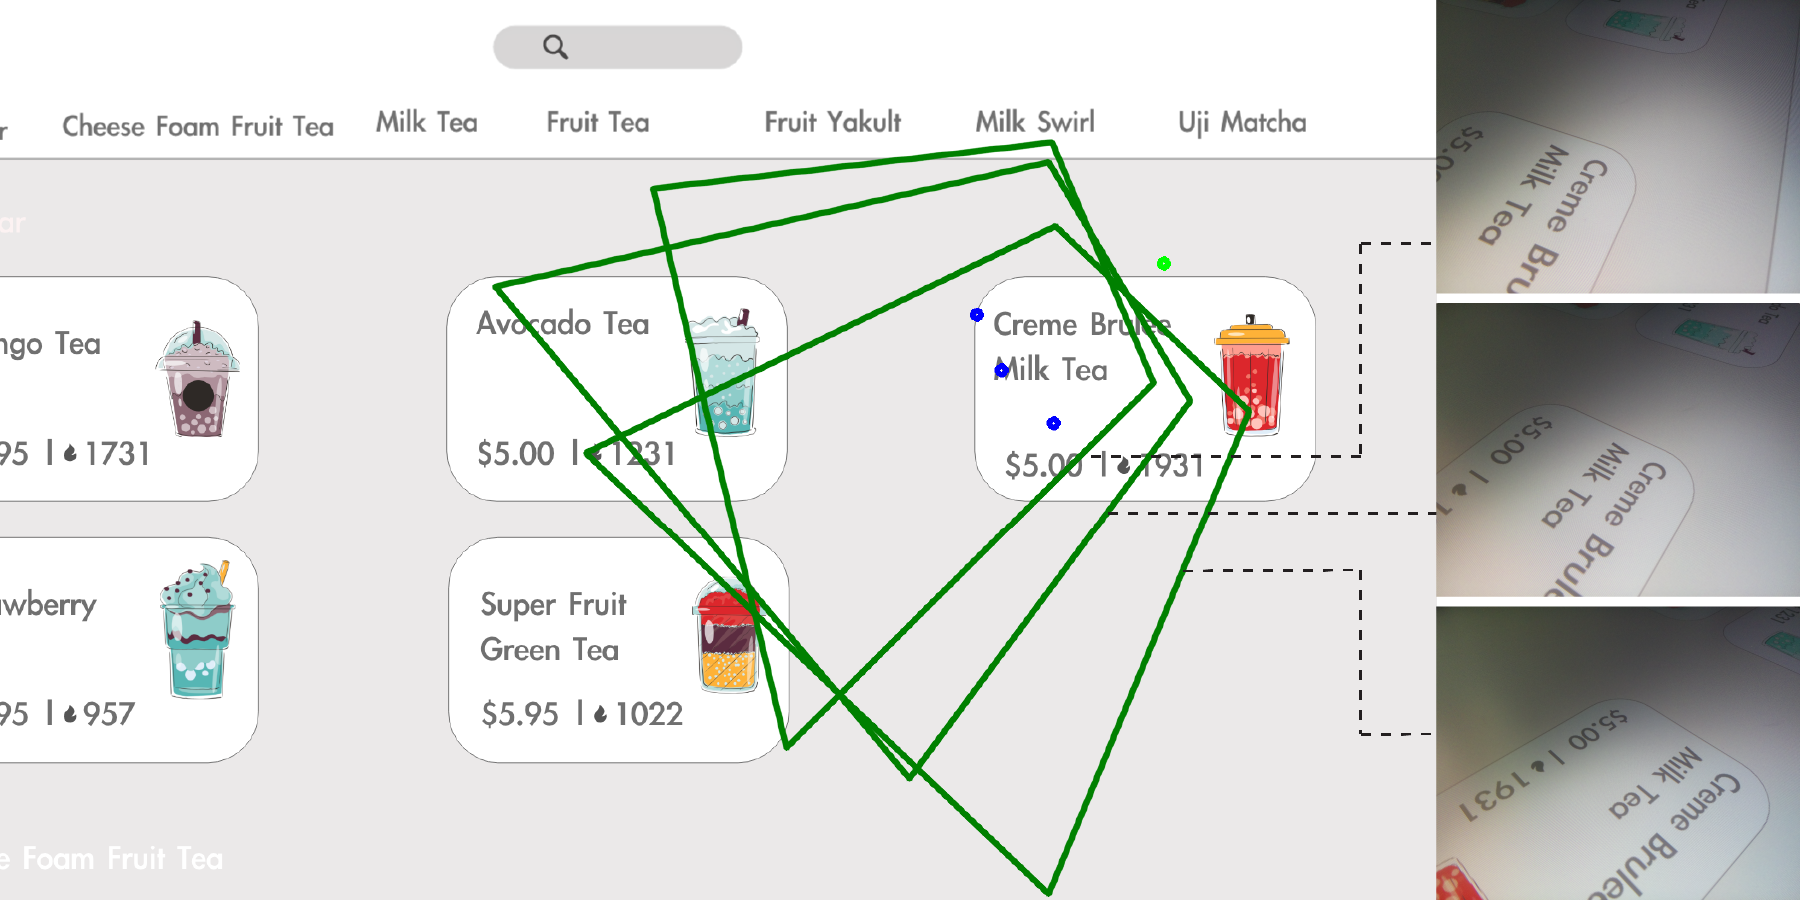 r Cheese Foam Fruit Tea Milk Tea Fruit Tea Fruit Yakult Milk Swirl Uji Matcha
ar
ngo Tea
95 | 1731
Avocado Tea
$5.00 | 1231
Creme Brulee
Milk Tea
$5.00 | 1931
awberry
95 | 957
Super Fruit
Green Tea
$5.95 | 1022
e Foam Fruit Tea
Creme Bru
Milk Tea
$5.0
Creme Brule
Milk Tea
$5.00 | 1
Creme Brulee
Milk Tea
$5.00 | 1931